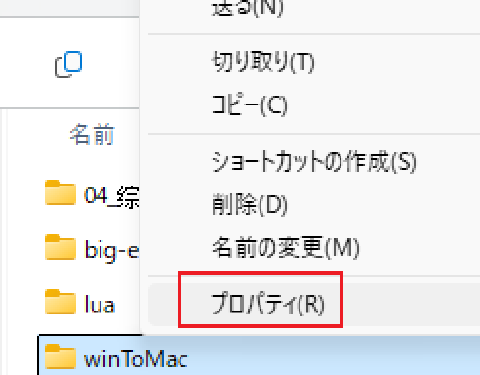 送る(N)
切り取り(T)
コピー(C)
名前
ショートカットの作成(S)
04_綜
削除(D)
big-e
名前の変更(M)
lua
プロパティ(R)
winToMac